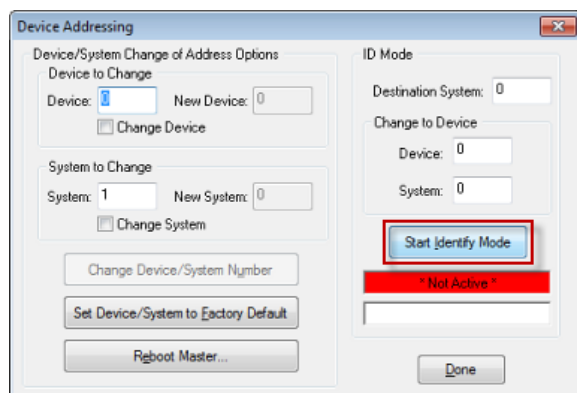 Device Addressing
Device/System Change of Address Options
Device to Change
Device: 0 New Device: 0
Change Device
System to Change
System: 1 New System: 0
Change System
Change Device/System Number
Set Device/System to Factory Default
Reboot Master...
ID Mode
Destination System: 0
Change to Device
Device: 0
System: 0
Start Identify Mode
* Not Active *
Done